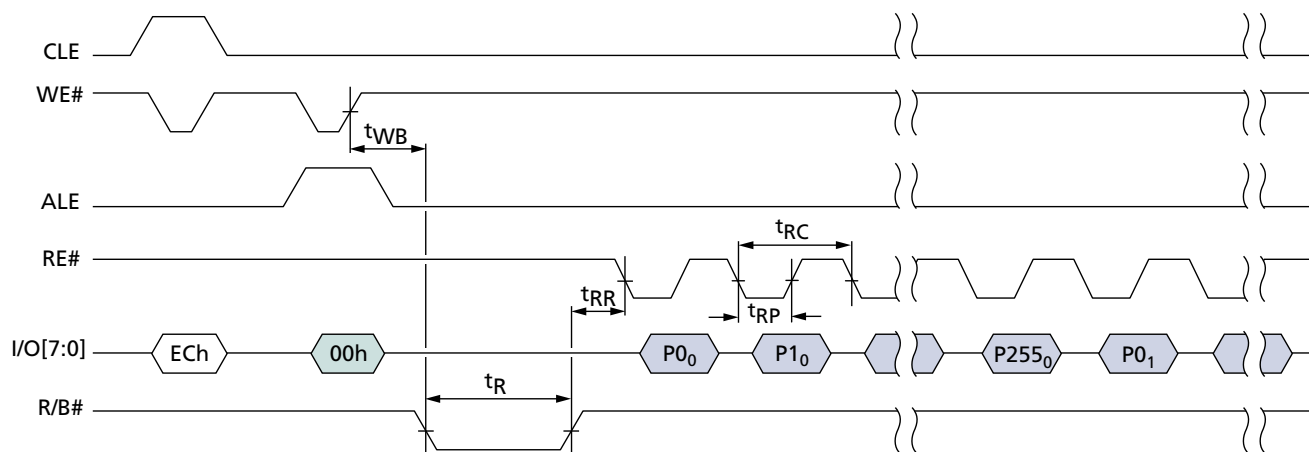 CLE
WE#
tWB
ALE
tRC
RE#
tRR
tRP
I/O[7:0] ECh 00h P0₀ P1₀ P255₀ P0₁
tR
R/B#